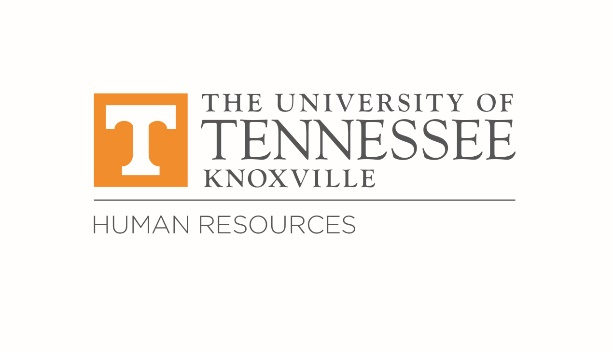 T
THE UNIVERSITY OF
TENNESSEE
KNOXVILLE
HUMAN RESOURCES